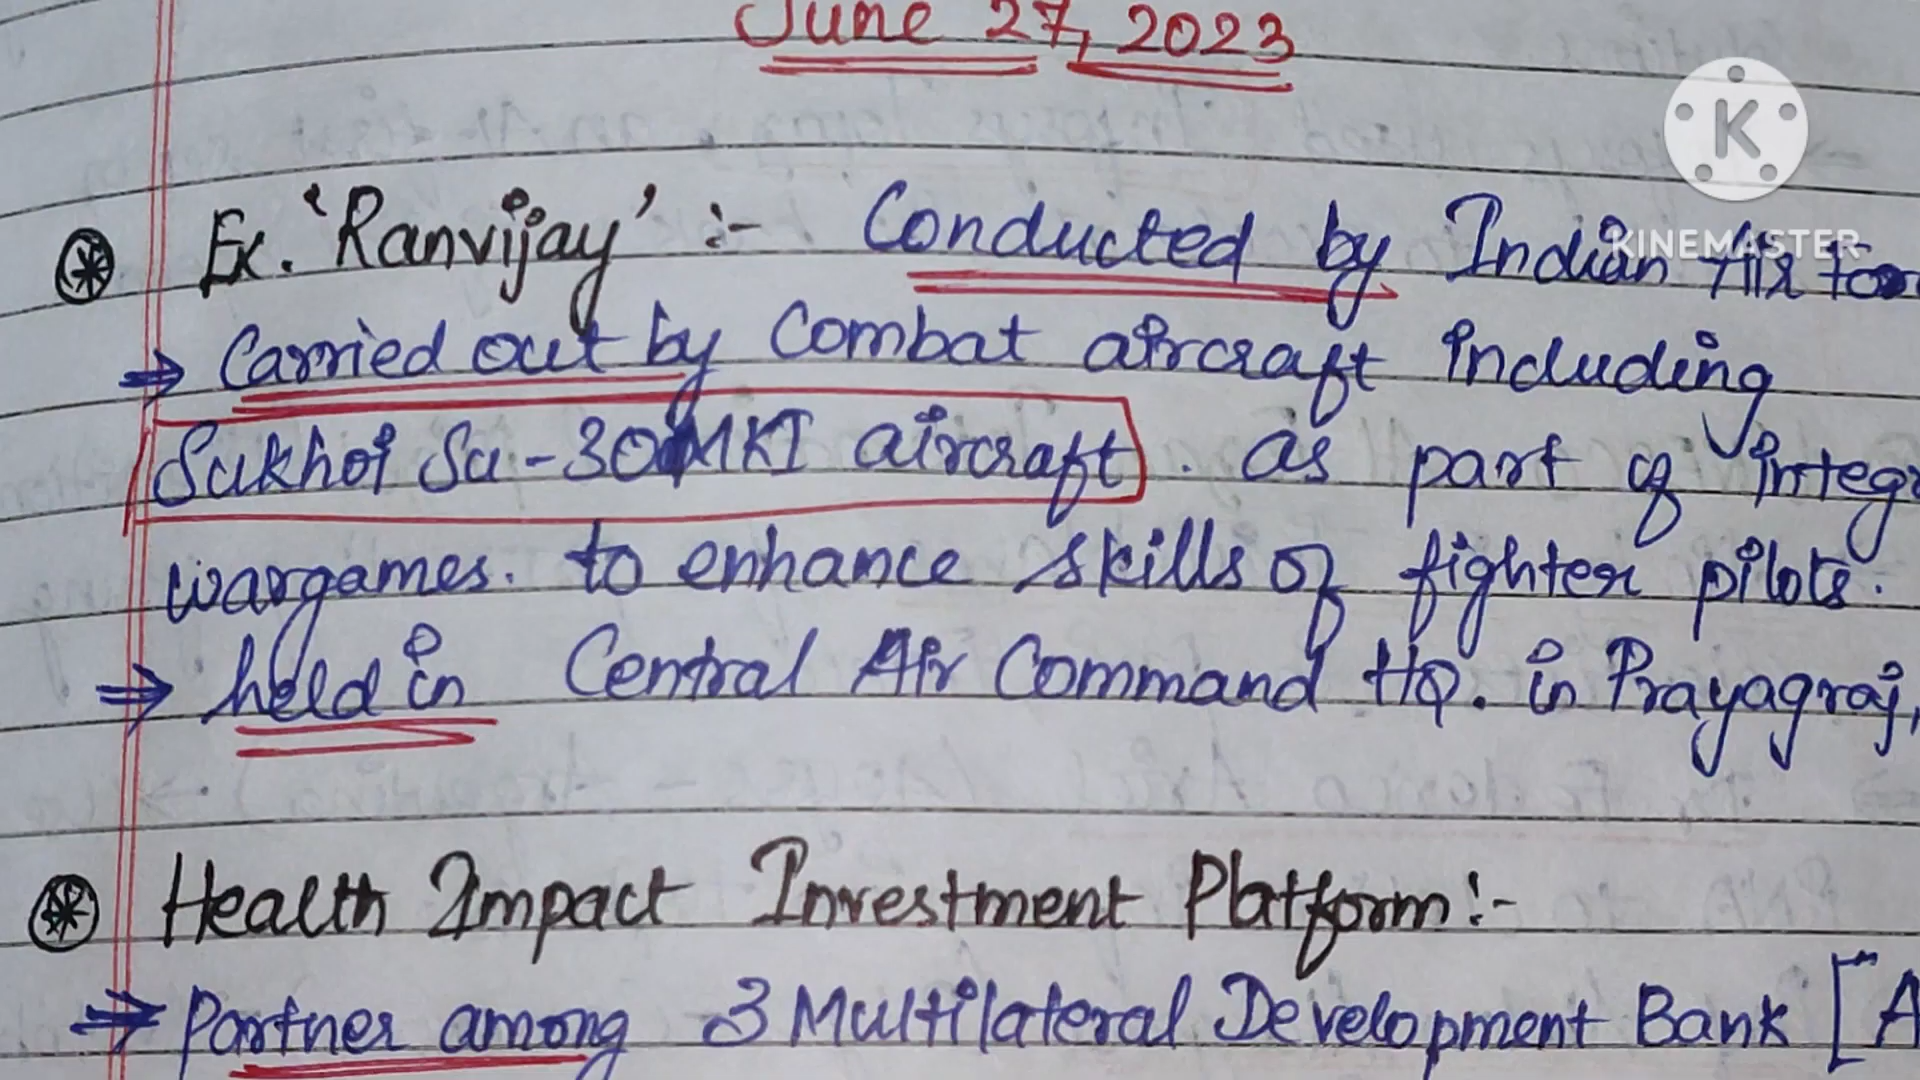 June 27, 2023
K
KINEMASTER
Ex. 'Ranvijay' :- Conducted by Indian Air
⇒ Carried out by Combat aircraft including
Sukhoi Su-30MKI aircraft. as part of integ
wargames. to enhance skills of fighter pilots.
⇒ held in Central Air Command HQ. in Prayagraj,
Health Impact Investment Platform:-
⇒ Partner among 3 Multilateral Development Bank [A